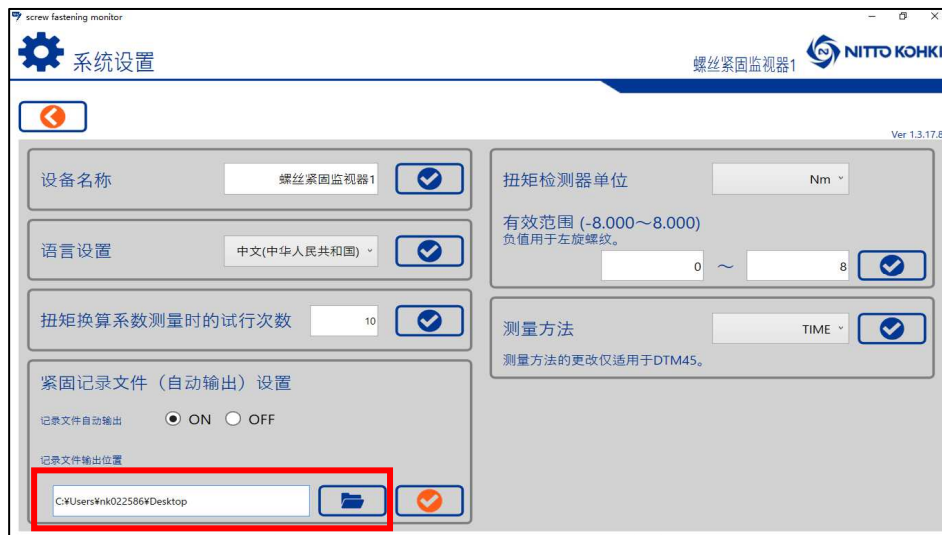 screw fastening monitor
系统设置
螺丝紧固监视器1
NITTO KOHKI
Ver 1.3.17.8
设备名称
螺丝紧固监视器1
语言设置
中文(中华人民共和国)
扭矩换算系数测量时的试行次数
10
紧固记录文件（自动输出）设置
记录文件自动输出
ON
OFF
记录文件输出位置
C:¥Users¥nk022586¥Desktop
扭矩检测器单位
Nm
有效范围 (-8.000～8.000)
负值用于左旋螺纹。
0 ～ 8
测量方法
TIME
测量方法的更改仅适用于DTM45。